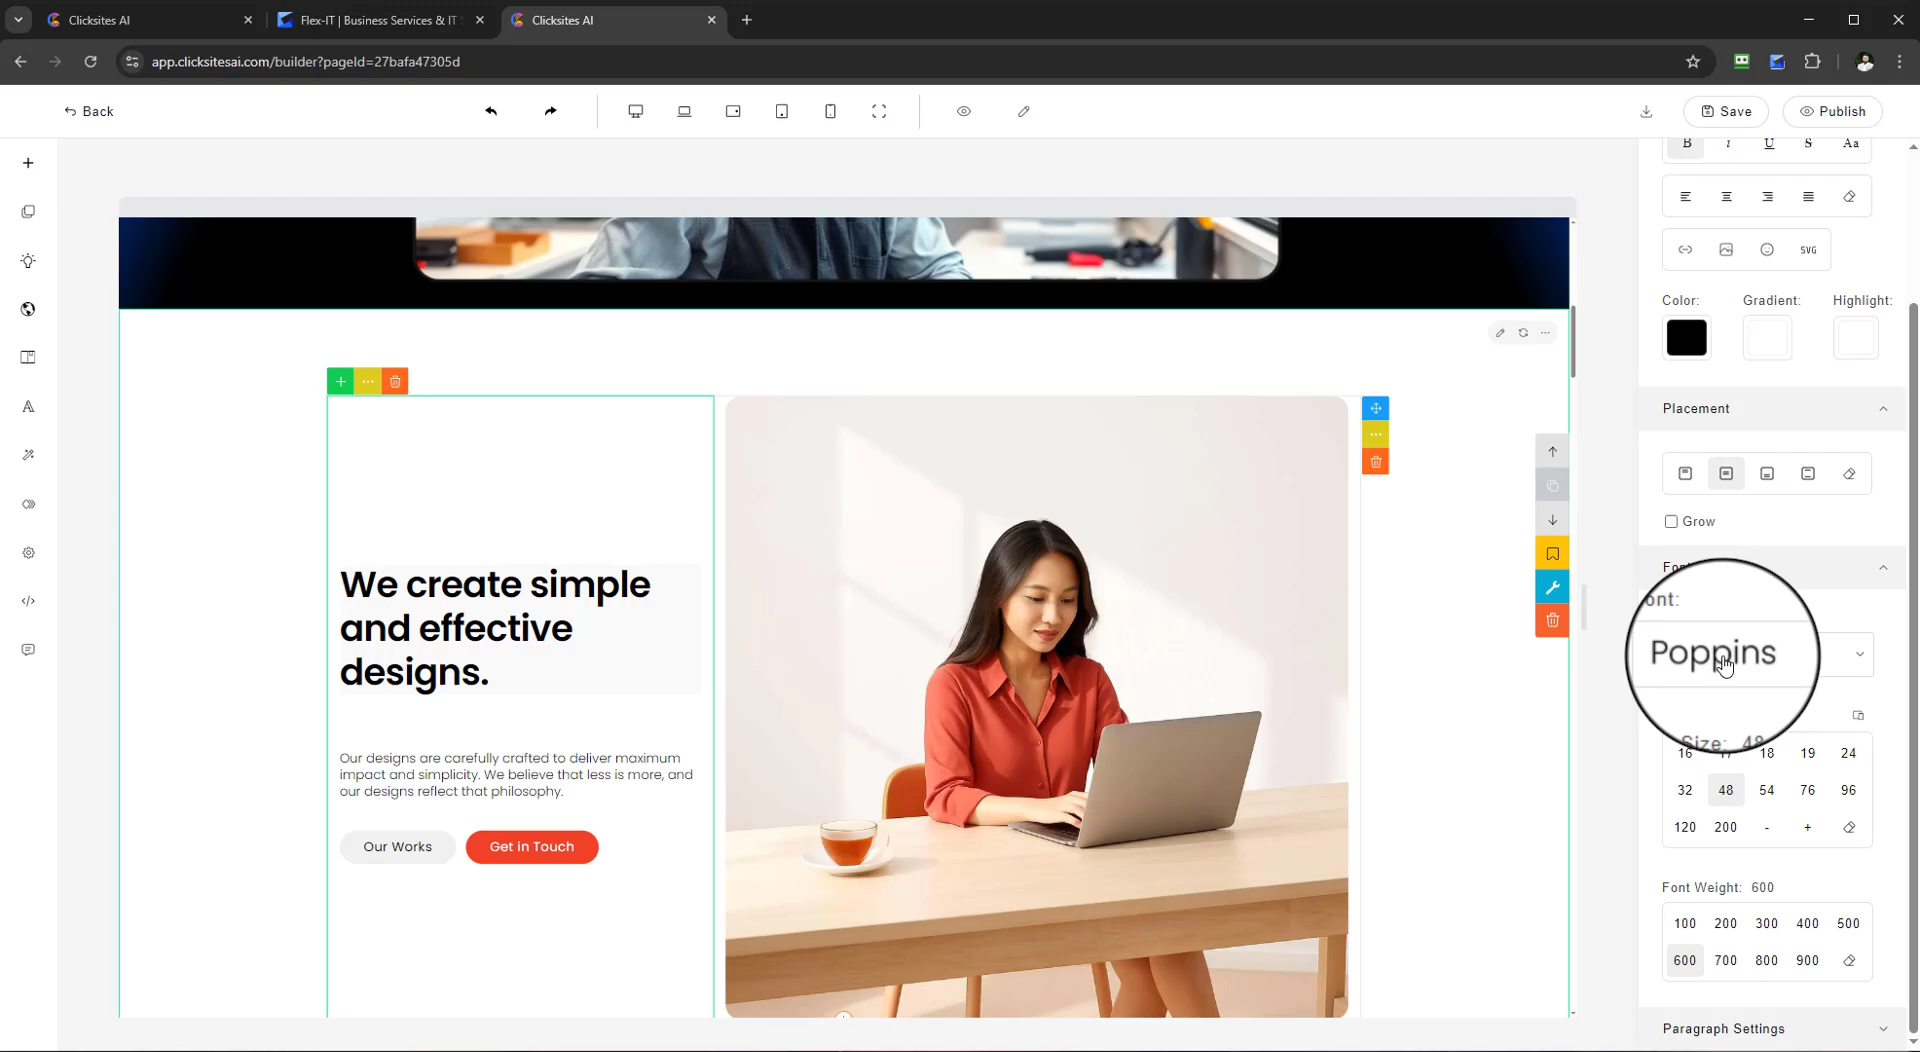 Clicksites AI
Flex-IT | Business Services & IT
Clicksites AI
app.clicksitesai.com/builder?pageId=27bafa47305d
Back
Save
Publish
B i U S Aa
SVG
Color: Gradient: Highlight:
Placement
Grow
ont:
Poppins
Size: 48
16 17 18 19 24
32 48 54 76 96
120 200 - +
Font Weight: 600
100 200 300 400 500
600 700 800 900
Paragraph Settings
We create simple
and effective
designs.
Our designs are carefully crafted to deliver maximum
impact and simplicity. We believe that less is more, and
our designs reflect that philosophy.
Our Works
Get in Touch